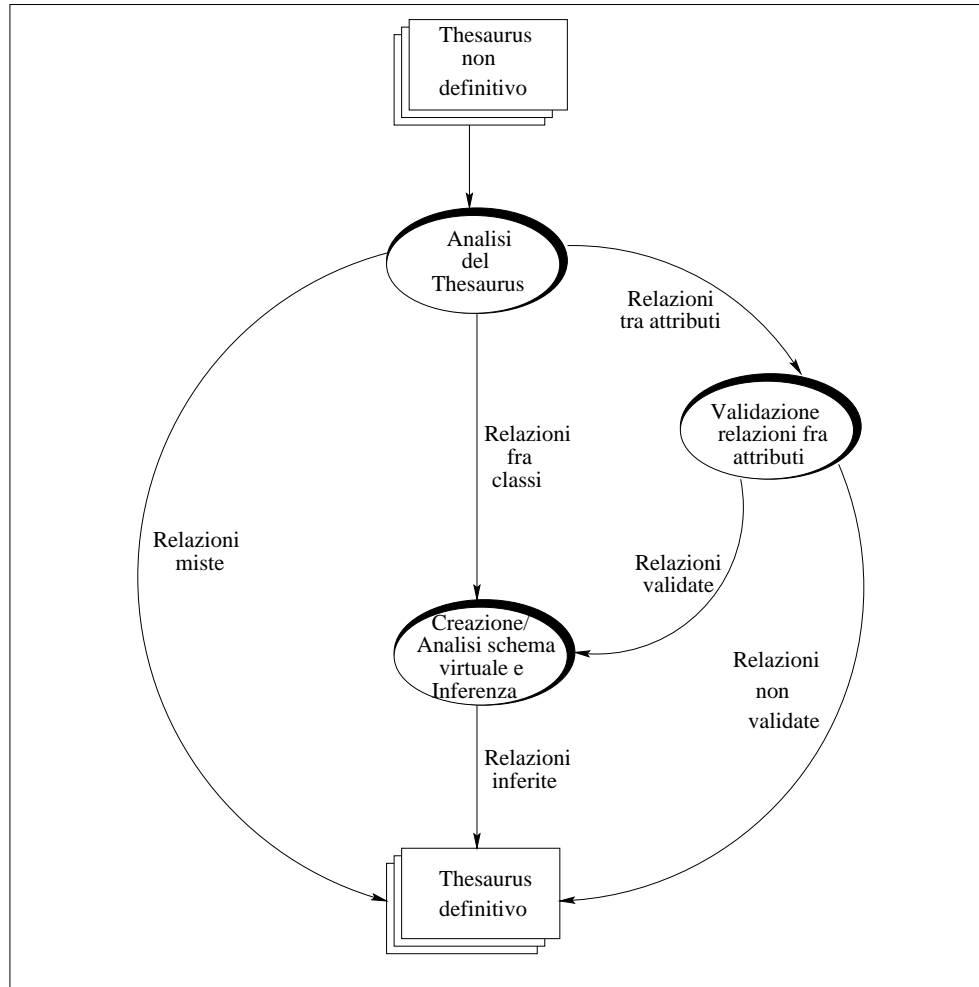 Thesaurus
non
definitivo
Analisi
del
Thesaurus
Relazioni
tra attributi
Validazione
relazioni fra
attributi
Relazioni
fra
classi
Relazioni
miste
Relazioni
validate
Creazione/
Analisi schema
virtuale e
Inferenza
Relazioni
non
validate
Relazioni
inferite
Thesaurus
definitivo